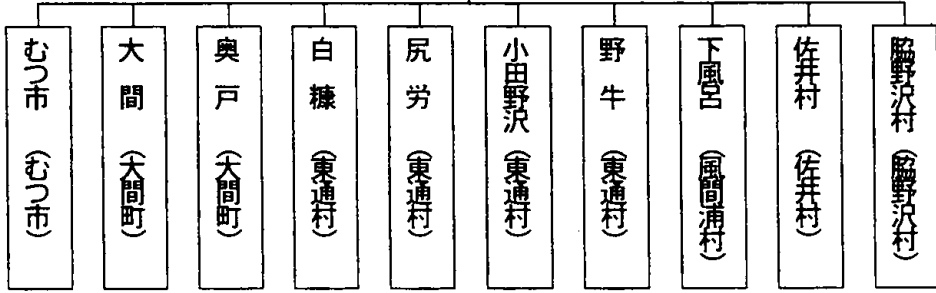 むつ市（むつ市）
大間（大間町）
奥戸（大間町）
白糠（東通村）
尻労（東通村）
小田野沢（東通村）
野牛（東通村）
下風呂（風間浦村）
佐井村（佐井村）
脇野沢村（脇野沢村）